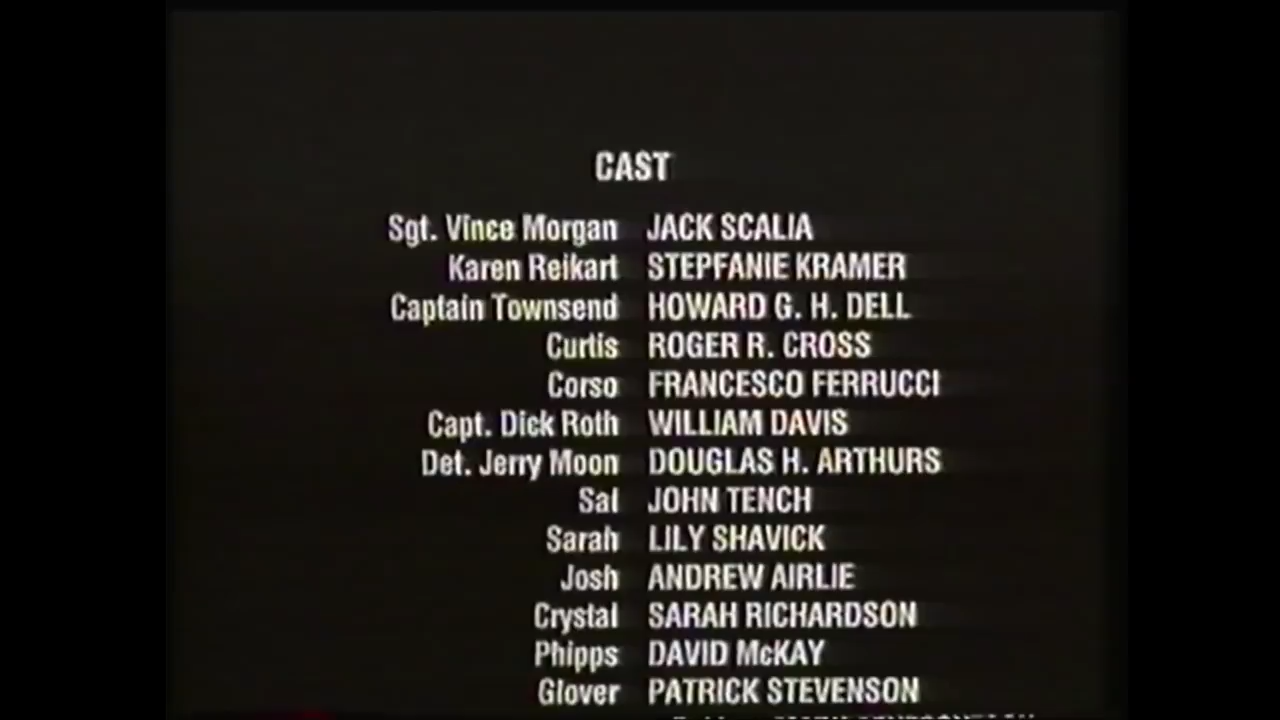 CAST
Sgt. Vince Morgan JACK SCALIA
Karen Reikart STEPFANIE KRAMER
Captain Townsend HOWARD G. H. DELL
Curtis ROGER R. CROSS
Corso FRANCESCO FERRUCCI
Capt. Dick Roth WILLIAM DAVIS
Det. Jerry Moon DOUGLAS H. ARTHURS
Sal JOHN TENCH
Sarah LILY SHAVICK
Josh ANDREW AIRLIE
Crystal SARAH RICHARDSON
Phipps DAVID McKAY
Glover PATRICK STEVENSON